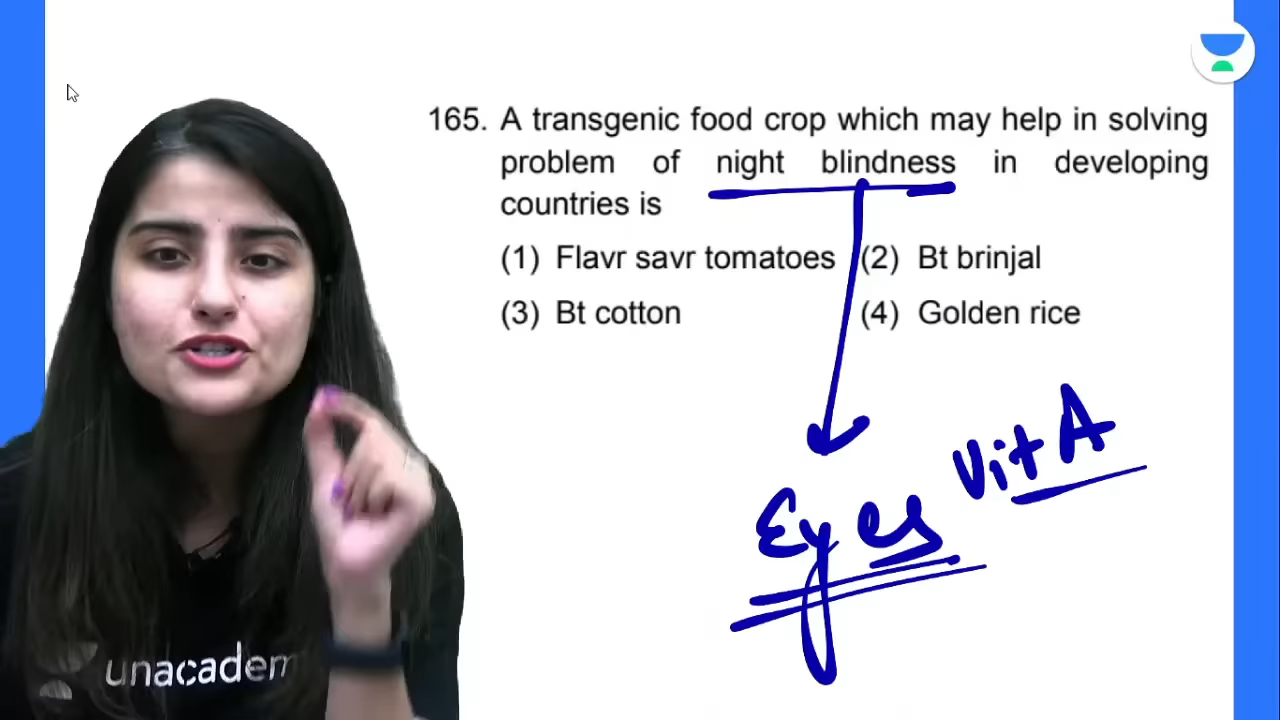 165. A transgenic food crop which may help in solving
problem of night blindness in developing
countries is
(1) Flavr savr tomatoes (2) Bt brinjal
(3) Bt cotton (4) Golden rice
Vit A
Eyes
unacadem